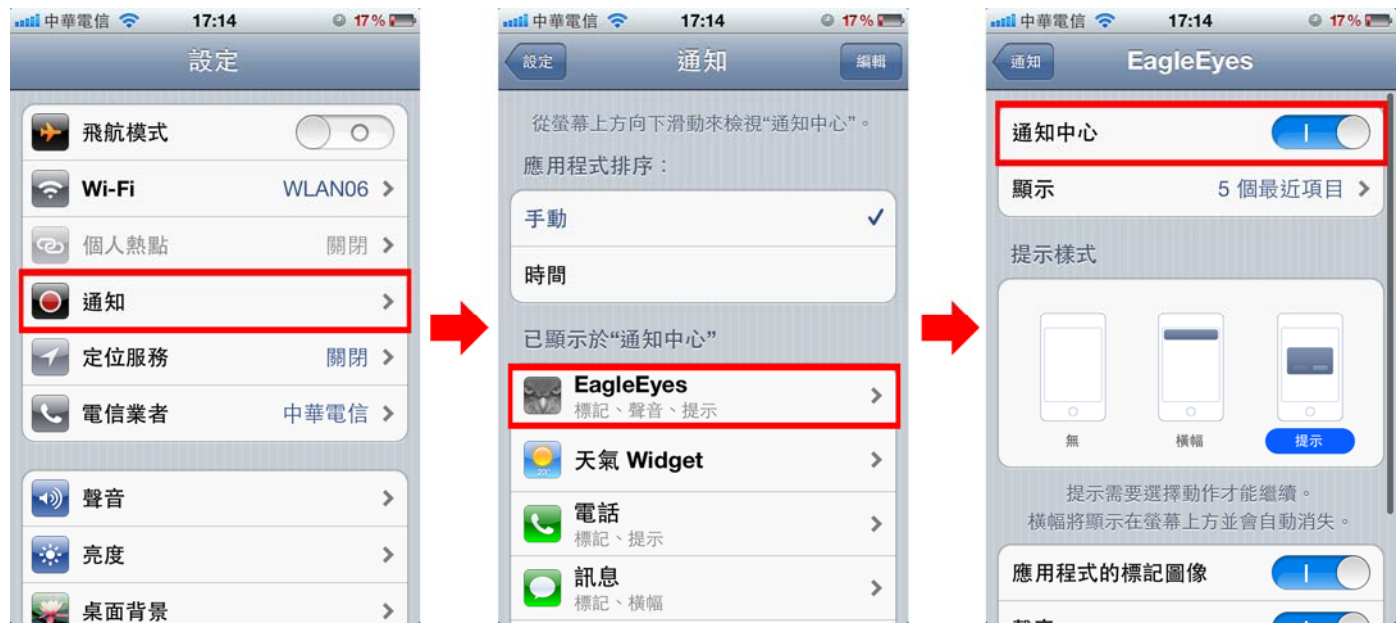 中華電信 17:14 17%
設定
飛航模式
Wi-Fi WLAN06
個人熱點 關閉
通知
定位服務 關閉
電信業者 中華電信
聲音
亮度
桌面背景
中華電信 17:14 17%
設定 通知 編輯
從螢幕上方向下滑動來檢視“通知中心”。
應用程式排序：
手動
時間
已顯示於“通知中心”
EagleEyes
標記、聲音、提示
23°
天氣 Widget
電話
標記、提示
訊息
標記、橫幅
中華電信 17:14 17%
通知 EagleEyes
通知中心
顯示 5 個最近項目
提示樣式
無 橫幅 提示
提示需要選擇動作才能繼續。
橫幅將顯示在螢幕上方並會自動消失。
應用程式的標記圖像